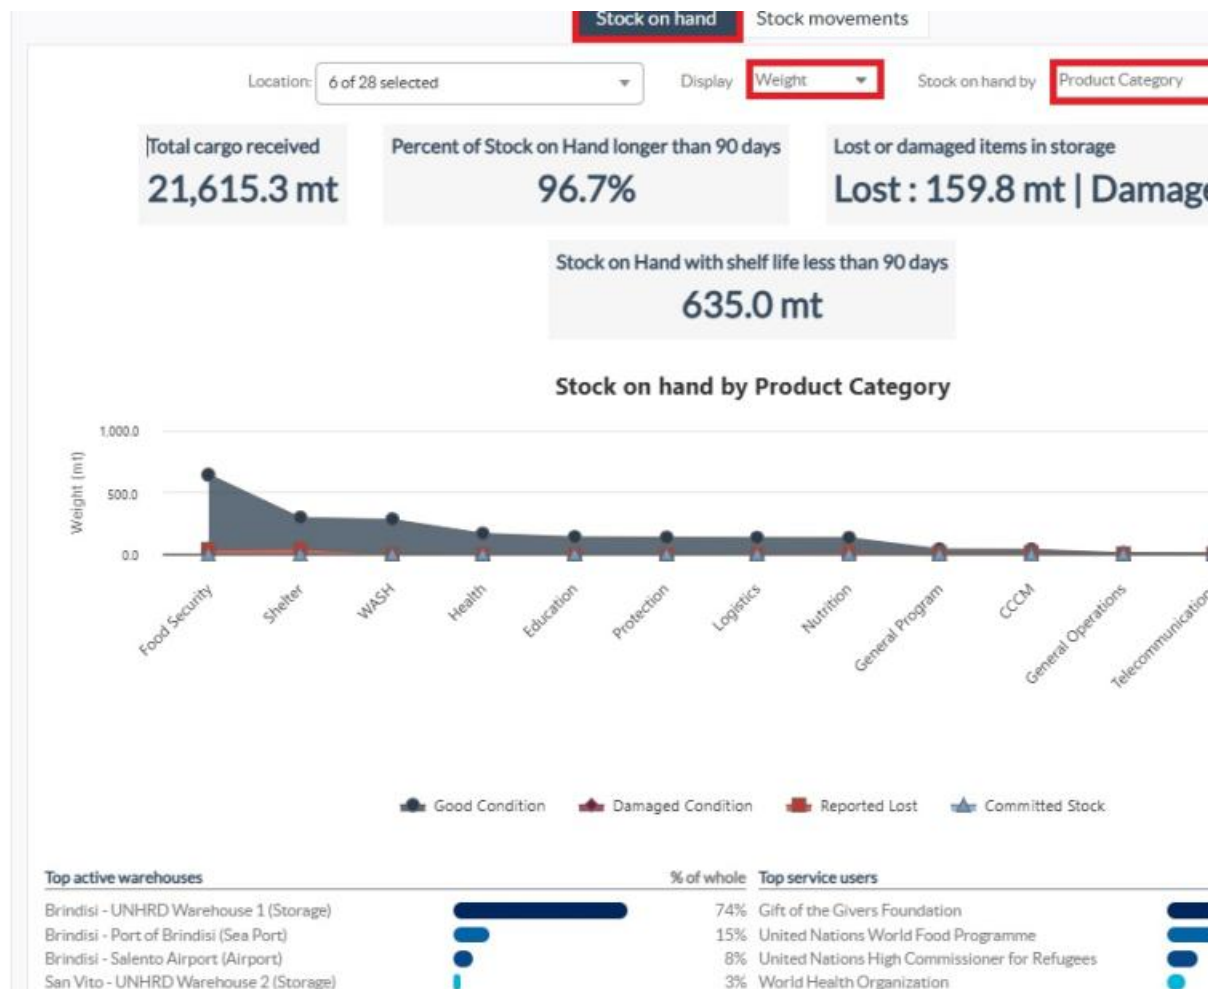 Stock on hand Stock movements
Location: 6 of 28 selected Display Weight Stock on hand by Product Category
Total cargo received Percent of Stock on Hand longer than 90 days Lost or damaged items in storage
21,615.3 mt 96.7% Lost : 159.8 mt |
Stock on Hand with shelf life less than 90 days
635.0 mt
Stock on hand by Product Category
Weight (mt)
1,000.0
500.0
0.0
Food Security Shelter WASH Health Education Protection Logistics Nutrition General Program CCCM General Operations Telecommunication
Good Condition Damaged Condition Reported Lost Committed Stock
Top active warehouses % of whole Top service users
Brindisi - UNHRD Warehouse 1 (Storage) 74% Gift of the Givers Foundation
Brindisi - Port of Brindisi (Sea Port) 15% United Nations World Food Programme
Brindisi - Salento Airport (Airport) 8% United Nations High Commissioner for Refugees
San Vito - UNHRD Warehouse 2 (Storage) 3% World Health Organization